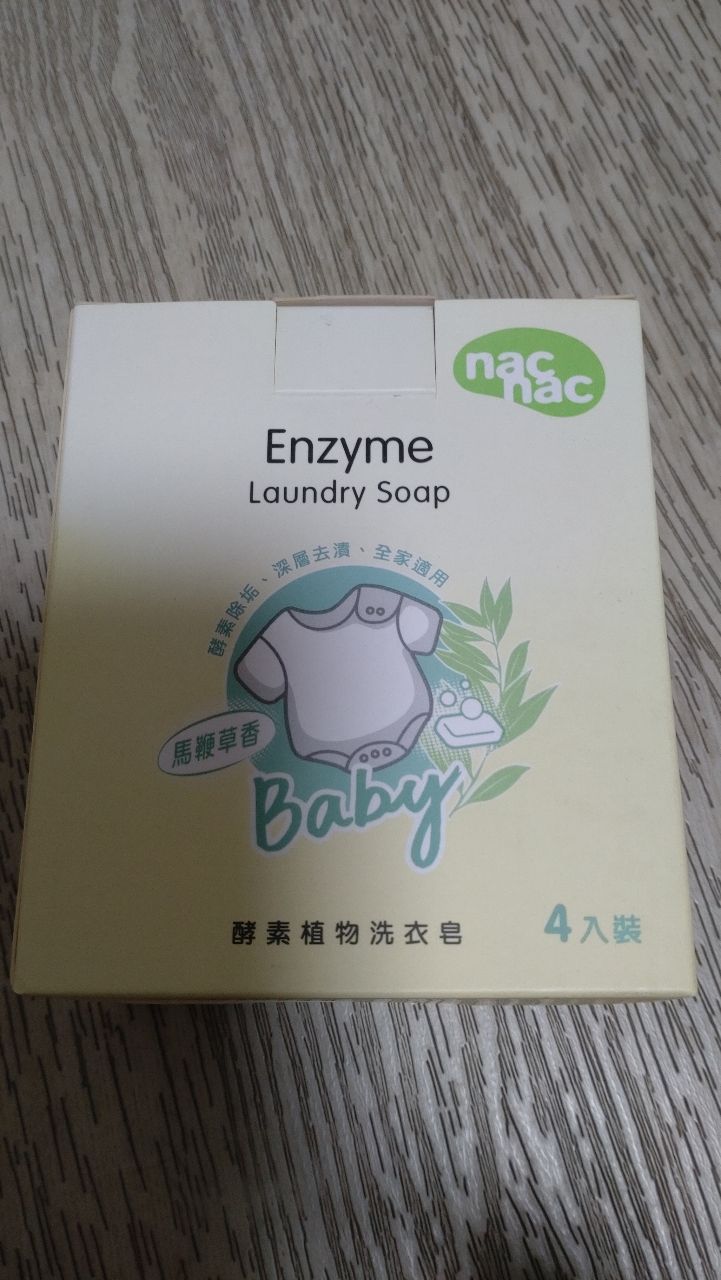 nac
nac
Enzyme
Laundry Soap
酵素除垢、深層去漬、全家適用
馬鞭草香
Baby
酵素植物洗衣皂
4入裝